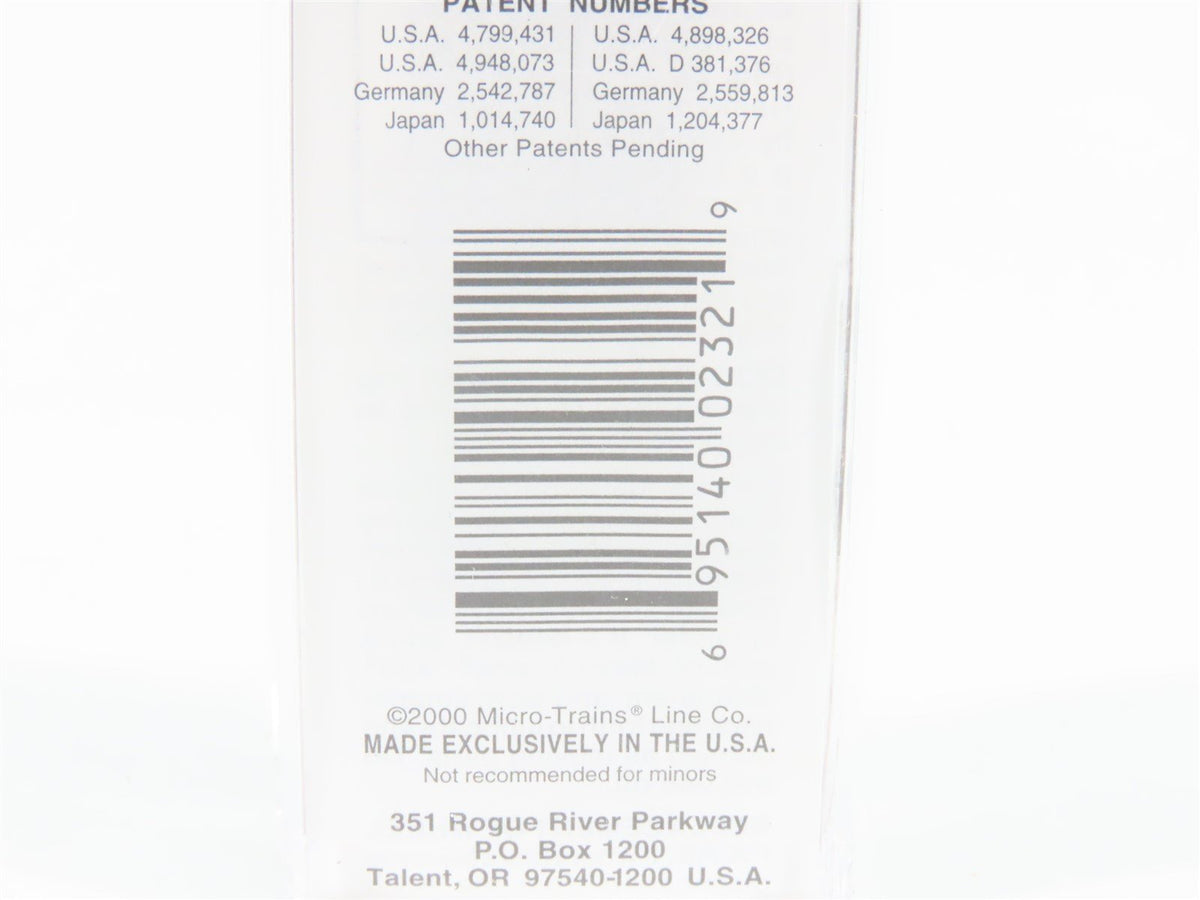 PATENT NUMBERS
U.S.A. 4,799,431 U.S.A. 4,898,326
U.S.A. 4,948,073 U.S.A. D 381,376
Germany 2,542,787 Germany 2,559,813
Japan 1,014,740 Japan 1,204,377
Other Patents Pending
6 95140 02321 9
©2000 Micro-Trains® Line Co.
MADE EXCLUSIVELY IN THE U.S.A.
Not recommended for minors
351 Rogue River Parkway
P.O. Box 1200
Talent, OR 97540-1200 U.S.A.